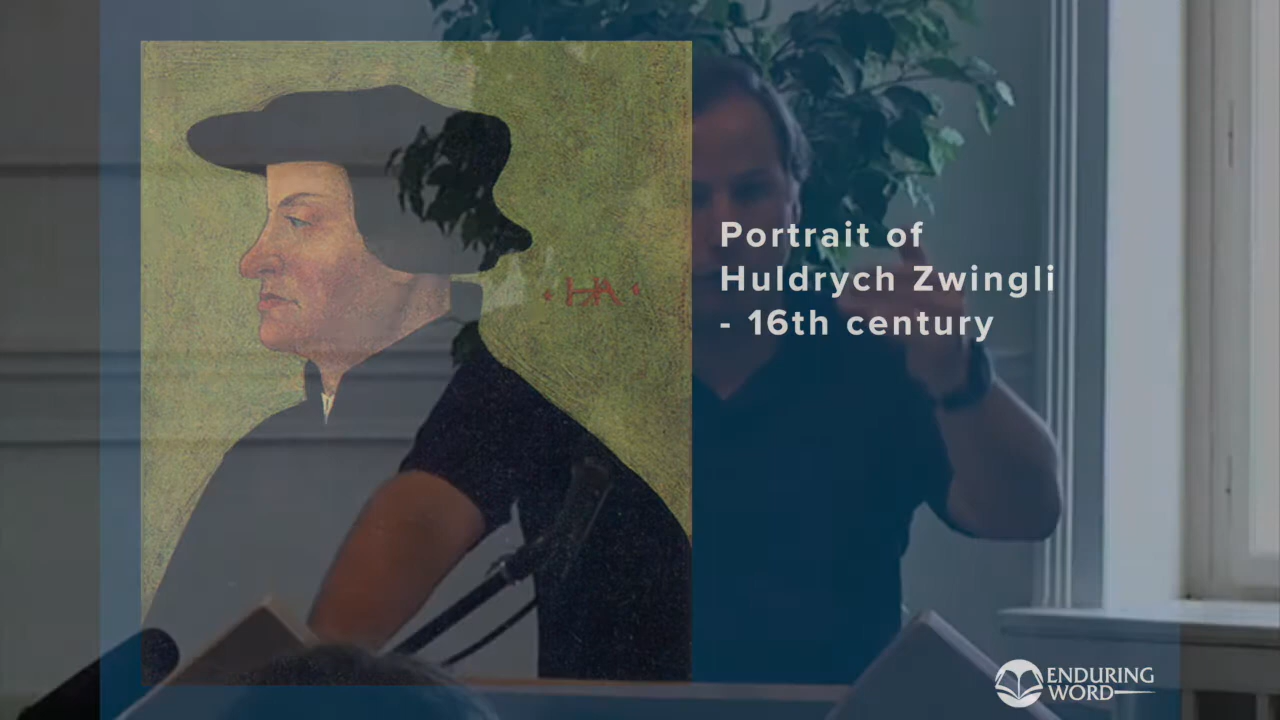 Portrait of
Huldrych Zwingli
- 16th century
ENDURING
WORD